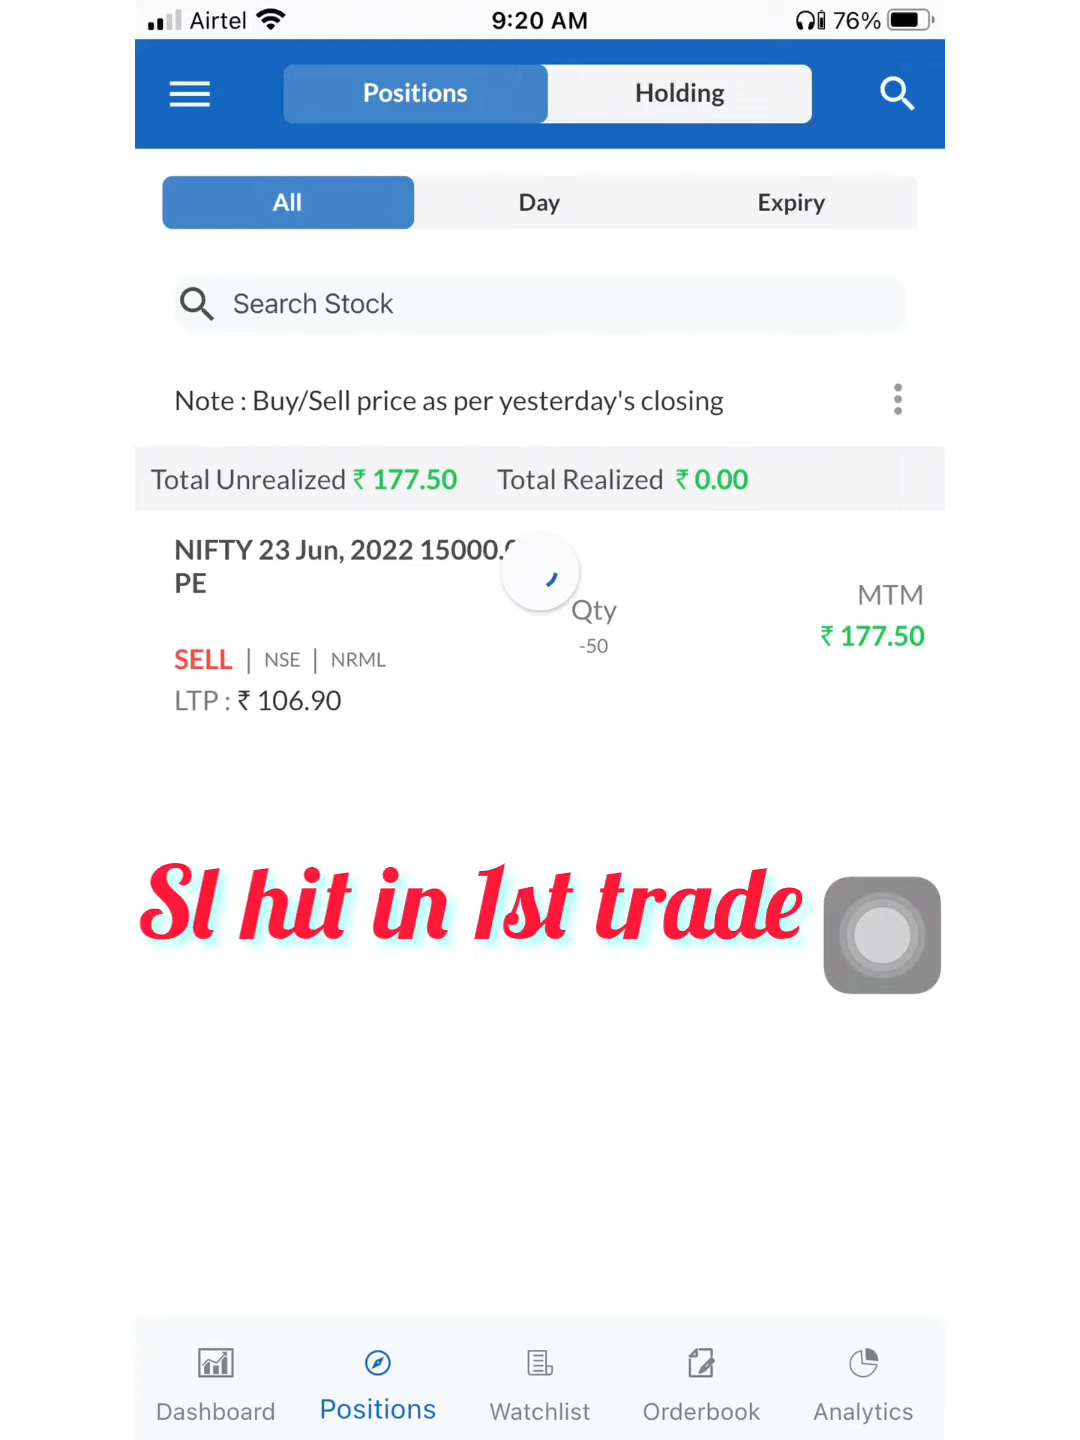 Airtel 9:20 AM 76%
Positions Holding
All Day Expiry
Search Stock
Note : Buy/Sell price as per yesterday's closing
Total Unrealized ₹ 177.50 Total Realized ₹ 0.00
NIFTY 23 Jun, 2022 15000.
PE
Qty
-50
MTM
₹ 177.50
SELL | NSE | NRML
LTP : ₹ 106.90
Sl hit in 1st trade
Dashboard Positions Watchlist Orderbook Analytics